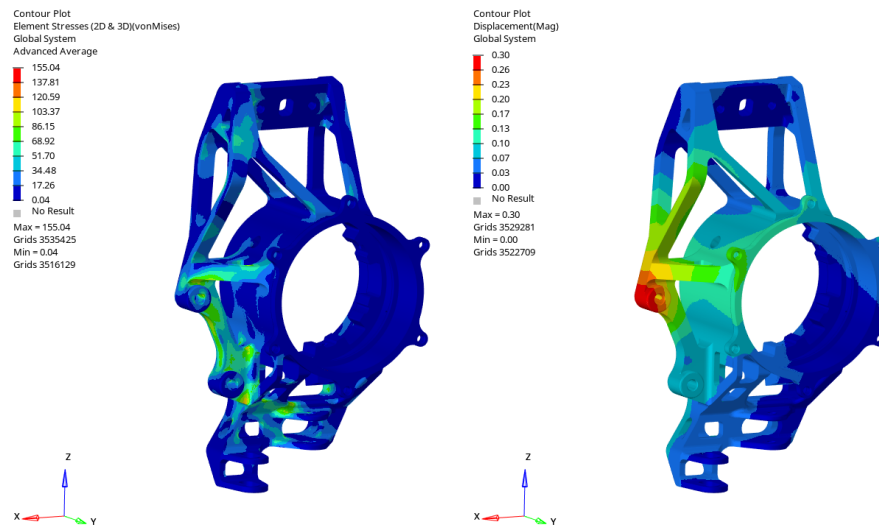 Contour Plot
Element Stresses (2D & 3D)(vonMises)
Global System
Advanced Average
155.04
137.81
120.59
103.37
86.15
68.92
51.70
34.48
17.26
0.04
No Result
Max = 155.04
Grids 3535425
Min = 0.04
Grids 3516129
Z
X
Y
Contour Plot
Displacement(Mag)
Global System
0.30
0.26
0.23
0.20
0.17
0.13
0.10
0.07
0.03
0.00
No Result
Max = 0.30
Grids 3529281
Min = 0.00
Grids 3522709
Z
X
Y